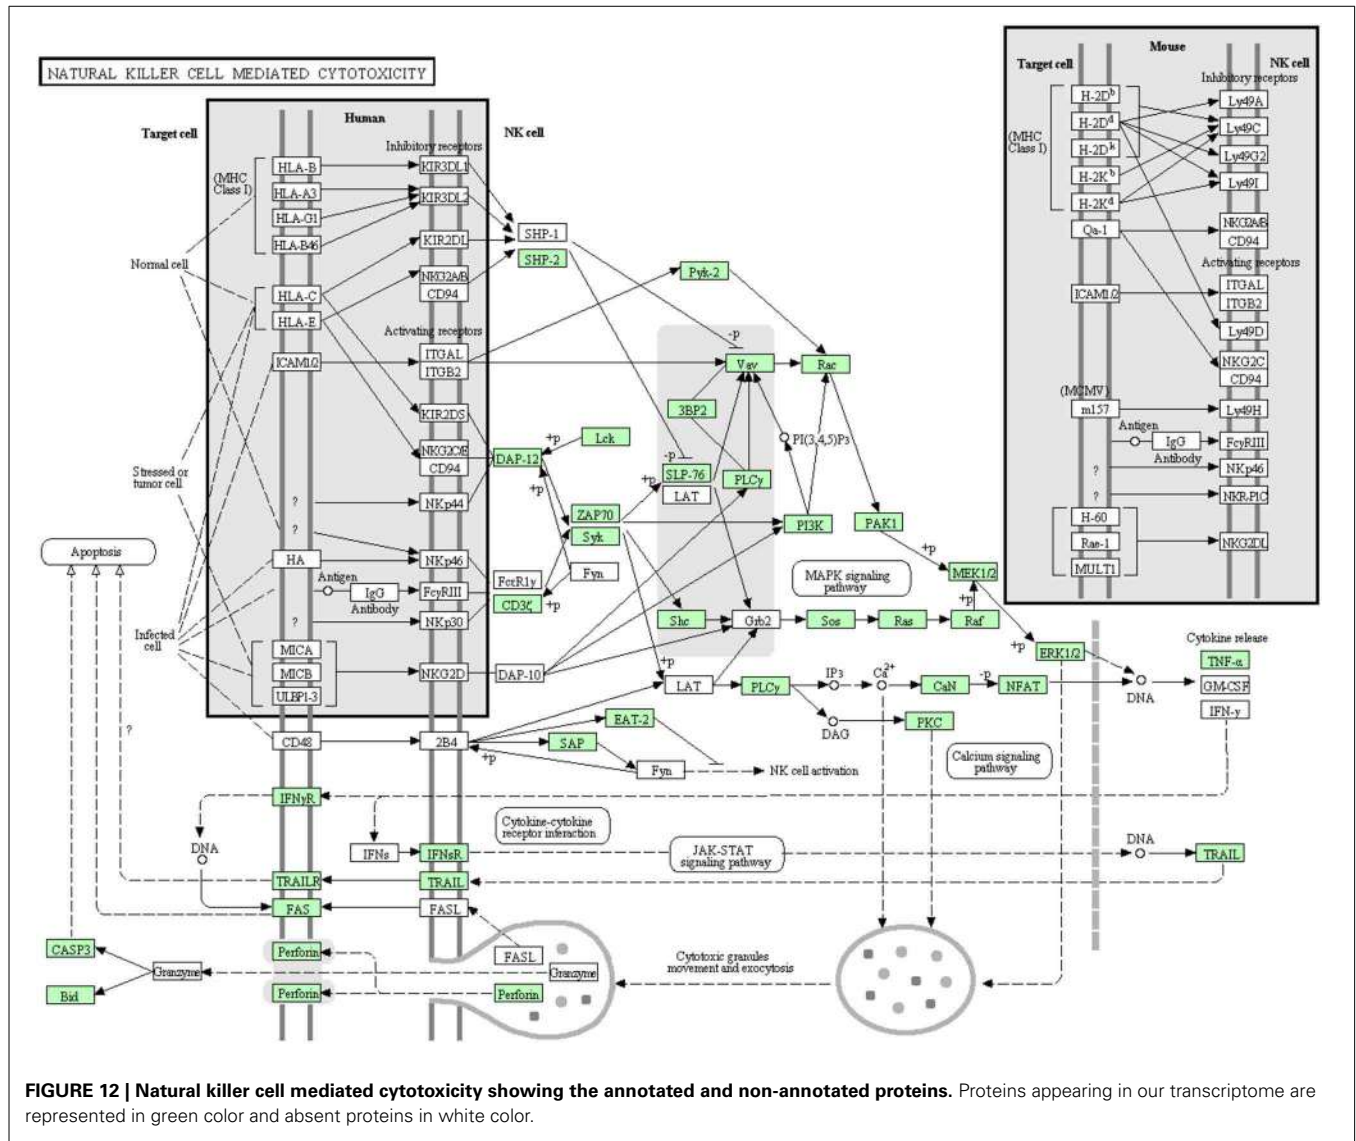 NATURAL KILLER CELL MEDIATED CYTOTOXICITY
Target cell
Human
NK cell
Inhibitory receptors
(MHC
Class I)
HLA-B
KIR3DL1
HLA-A3
KIR3DL2
HLA-G1
HLA-B46
KIR2DL
SHP-1
SHP-2
Normal cell
NKG2A/B
CD94
HLA-C
HLA-E
Pyk-2
Activating receptors
ICAM1/2
ITGAL
ITGB2
-p
Vav
Rac
3BP2
KIR2DS
Lck
+p
PI(3,4,5)P3
NKG2C/E
CD94
DAP-12
-p
SLP-76
LAT
PLCγ
+p
+p
Stressed or
tumor cell
?
NKp44
ZAP70
Syk
PI3K
PAK1
?
Apoptosis
HA
NKp46
FcεR1γ
Fyn
+p
MEK1/2
MAPK signaling
pathway
Antigen
IgG
Antibody
FcγRIII
CD3ζ
+p
+p
?
NKp30
Shc
Grb2
Sos
Ras
Raf
Infected
cell
MICA
MICB
ULBP1-3
NKG2D
DAP-10
+p
LAT
PLCγ
IP3
Ca2+
CaN
-p
NFAT
+p
ERK1/2
DNA
Cytokine release
TNF-α
GM-CSF
IFN-γ
DAG
PKC
?
CD48
2B4
+p
EAT-2
SAP
Fyn
NK cell activation
Calcium signaling
pathway
IFNγR
DNA
Cytokine-cytokine
receptor interaction
IFNs
IFNsR
JAK-STAT
signaling pathway
DNA
TRAIL
TRAILR
TRAIL
FAS
FASL
CASP3
Bid
Granzyme
Perforin
Perforin
FASL
Granzyme
Perforin
Cytotoxic granules
movement and exocytosis
Mouse
Target cell
NK cell
Inhibitory receptors
(MHC
Class I)
H-2Db
Ly49A
H-2Dd
Ly49C
H-2Dk
Ly49G2
H-2Kb
Ly49I
H-2Kd
Qa-1
NKG2A/B
CD94
Activating receptors
ICAM1/2
ITGAL
ITGB2
Ly49D
NKG2C
CD94
(MCMV)
m157
Ly49H
Antigen
IgG
Antibody
FcγRIII
?
NKp46
?
NKR-P1C
H-60
Rae-1
MULT1
NKG2DL
FIGURE 12 | Natural killer cell mediated cytotoxicity showing the annotated and non-annotated proteins. Proteins appearing in our transcriptome are
represented in green color and absent proteins in white color.